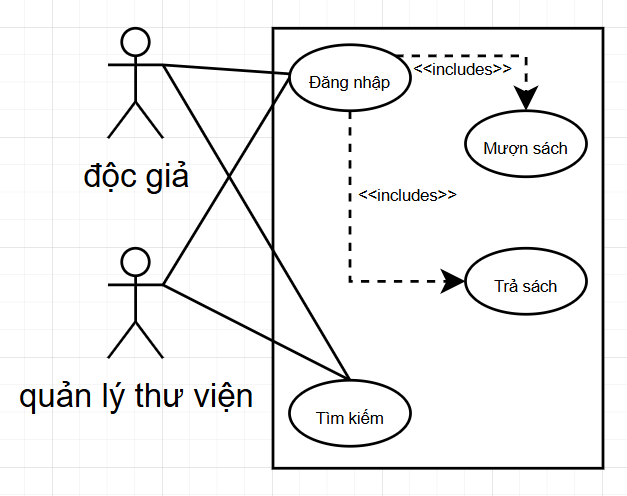 Đăng nhập
<<includes>>
Mượn sách
độc giả
<<includes>>
Trả sách
quản lý thư viện
Tìm kiếm